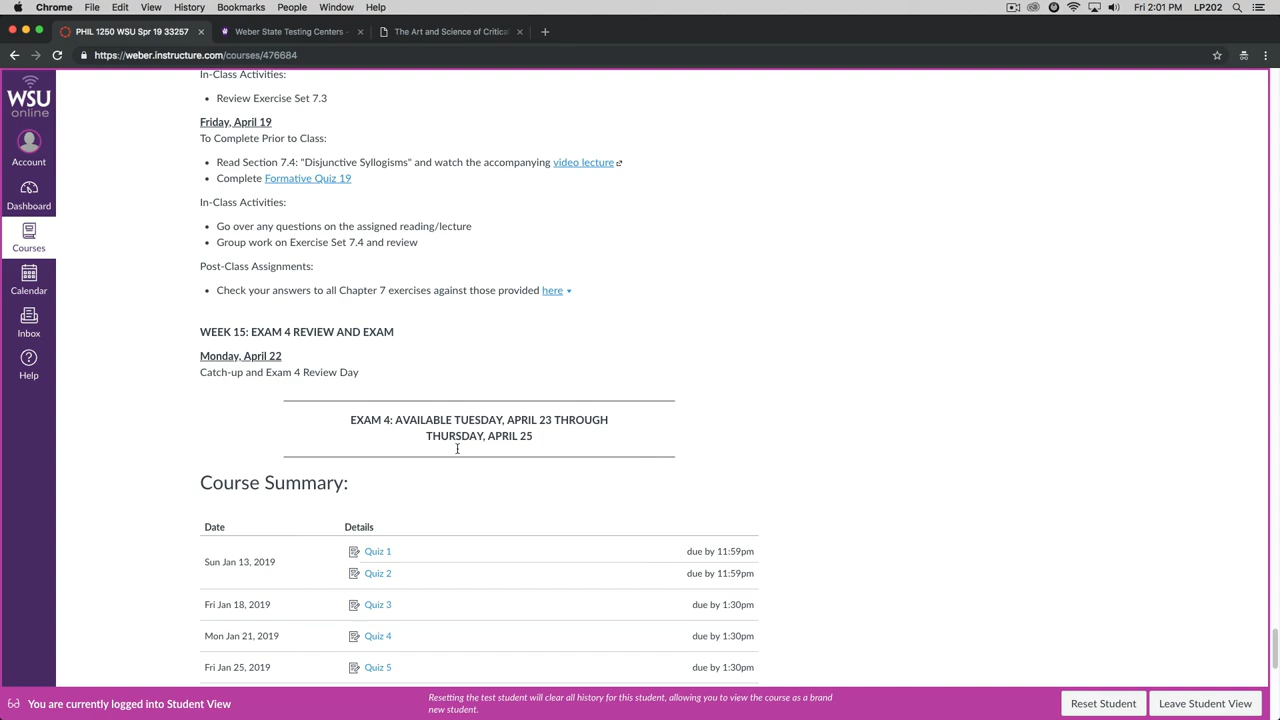 Chrome File Edit View History Bookmarks People Window Help Fri 2:01 PM LP202
PHIL 1250 WSU Spr 19 33257 Weber State Testing Centers - The Art and Science of Critica
https://weber.instructure.com/courses/476684
WSU
online
Account
Dashboard
Courses
Calendar
Inbox
Help
In-Class Activities:
• Review Exercise Set 7.3
Friday, April 19
To Complete Prior to Class:
• Read Section 7.4: "Disjunctive Syllogisms" and watch the accompanying video lecture
• Complete Formative Quiz 19
In-Class Activities:
• Go over any questions on the assigned reading/lecture
• Group work on Exercise Set 7.4 and review
Post-Class Assignments:
• Check your answers to all Chapter 7 exercises against those provided here
WEEK 15: EXAM 4 REVIEW AND EXAM
Monday, April 22
Catch-up and Exam 4 Review Day
EXAM 4: AVAILABLE TUESDAY, APRIL 23 THROUGH
THURSDAY, APRIL 25
Course Summary:
Date Details
Sun Jan 13, 2019 Quiz 1 due by 11:59pm
Quiz 2 due by 11:59pm
Fri Jan 18, 2019 Quiz 3 due by 1:30pm
Mon Jan 21, 2019 Quiz 4 due by 1:30pm
Fri Jan 25, 2019 Quiz 5 due by 1:30pm
You are currently logged into Student View
Resetting the test student will clear all history for this student, allowing you to view the course as a brand
new student.
Reset Student Leave Student View